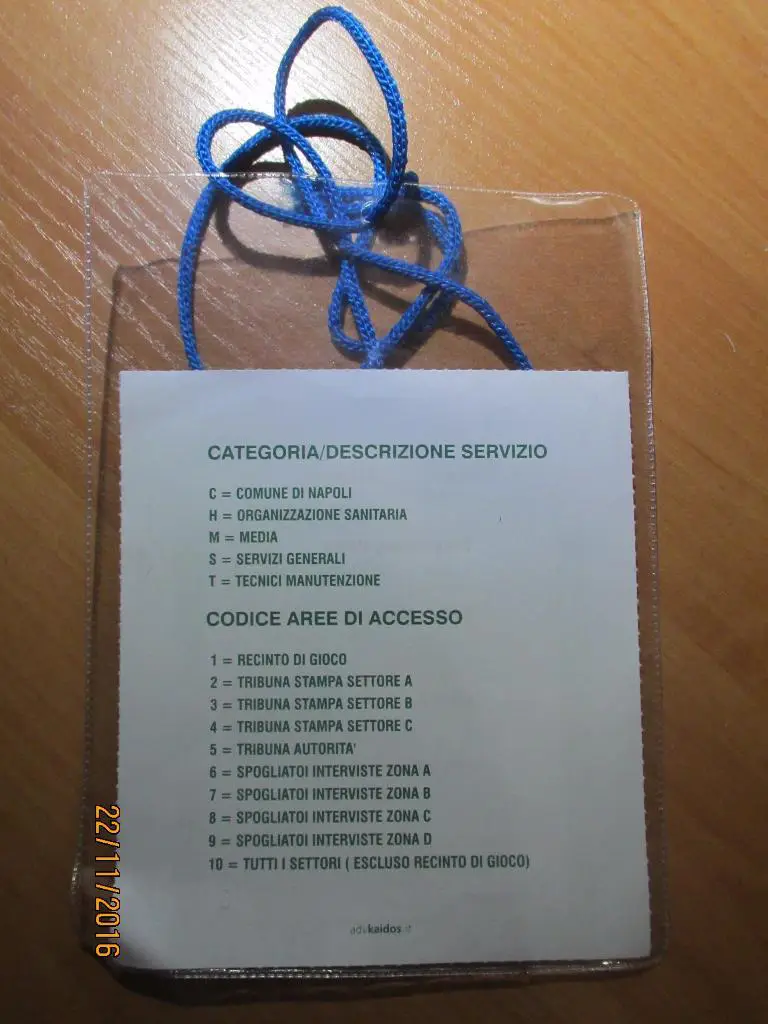 CATEGORIA/DESCRIZIONE SERVIZIO
C = COMUNE DI NAPOLI
H = ORGANIZZAZIONE SANITARIA
M = MEDIA
S = SERVIZI GENERALI
T = TECNICI MANUTENZIONE
CODICE AREE DI ACCESSO
1 = RECINTO DI GIOCO
2 = TRIBUNA STAMPA SETTORE A
3 = TRIBUNA STAMPA SETTORE B
4 = TRIBUNA STAMPA SETTORE C
5 = TRIBUNA AUTORITA'
6 = SPOGLIATOI INTERVISTE ZONA A
7 = SPOGLIATOI INTERVISTE ZONA B
8 = SPOGLIATOI INTERVISTE ZONA C
9 = SPOGLIATOI INTERVISTE ZONA D
10 = TUTTI I SETTORI ( ESCLUSO RECINTO DI GIOCO)
adv kaidos.it
22/11/2016